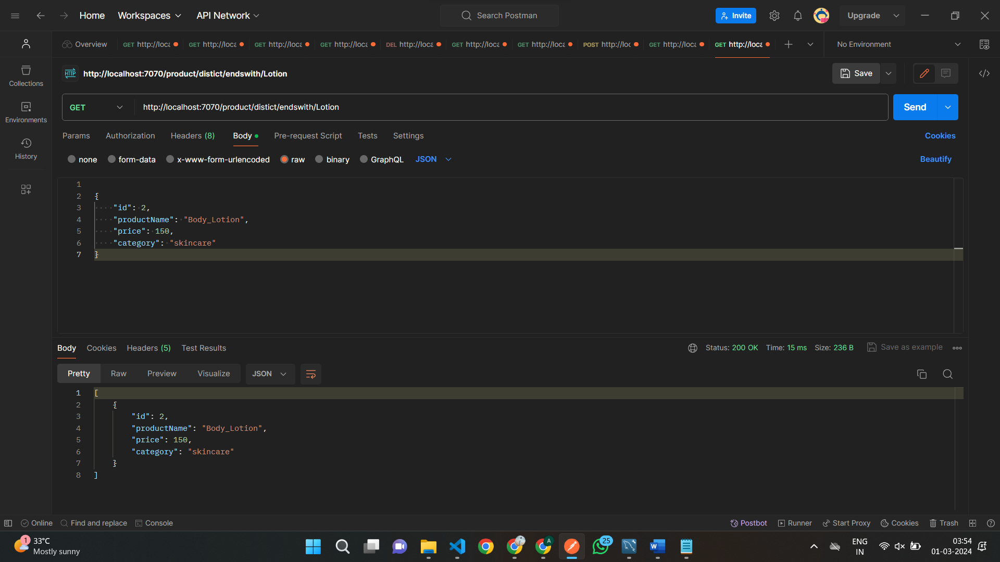 Home Workspaces API Network Search Postman Invite Upgrade
Overview GET http://loca GET http://loca GET http://loca GET http://loca DEL http://loca GET http://loca GET http://loca POST http://loc GET http://loca GET http://loca No Environment
HTTP http://localhost:7070/product/distict/endswith/Lotion Save
Collections
GET http://localhost:7070/product/distict/endswith/Lotion Send
Environments
Params Authorization Headers (8) Body Pre-request Script Tests Settings Cookies
History
none form-data x-www-form-urlencoded raw binary GraphQL JSON Beautify
1
2 {
3 "id": 2,
4 "productName": "Body_Lotion",
5 "price": 150,
6 "category": "skincare"
7 }
Body Cookies Headers (5) Test Results Status: 200 OK Time: 15 ms Size: 236 B Save as example
Pretty Raw Preview Visualize JSON
1 [
2 {
3 "id": 2,
4 "productName": "Body_Lotion",
5 "price": 150,
6 "category": "skincare"
7 }
8 ]
Online Find and replace Console Postbot Runner Start Proxy Cookies Trash
1 33°C
Mostly sunny
A
25
W
ENG
IN
03:54
01-03-2024